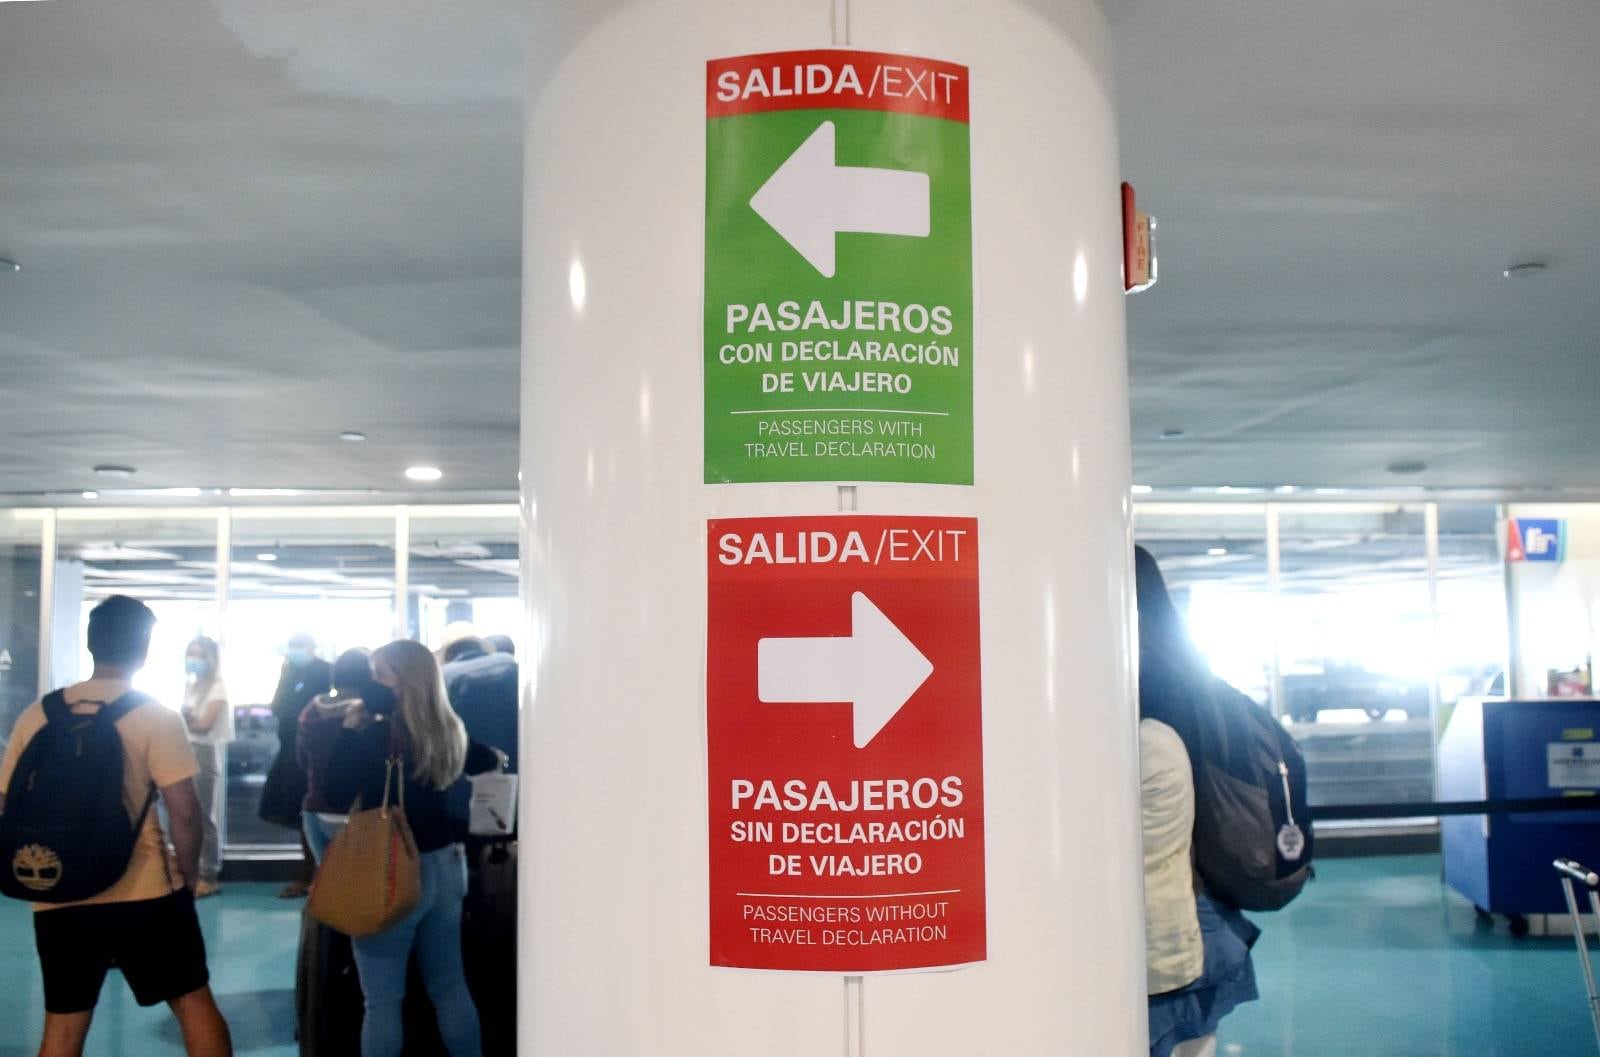 SALIDA/EXIT
PASAJEROS
CON DECLARACIÓN
DE VIAJERO
PASSENGERS WITH
TRAVEL DECLARATION
SALIDA/EXIT
PASAJEROS
SIN DECLARACIÓN
DE VIAJERO
PASSENGERS WITHOUT
TRAVEL DECLARATION
FIRE